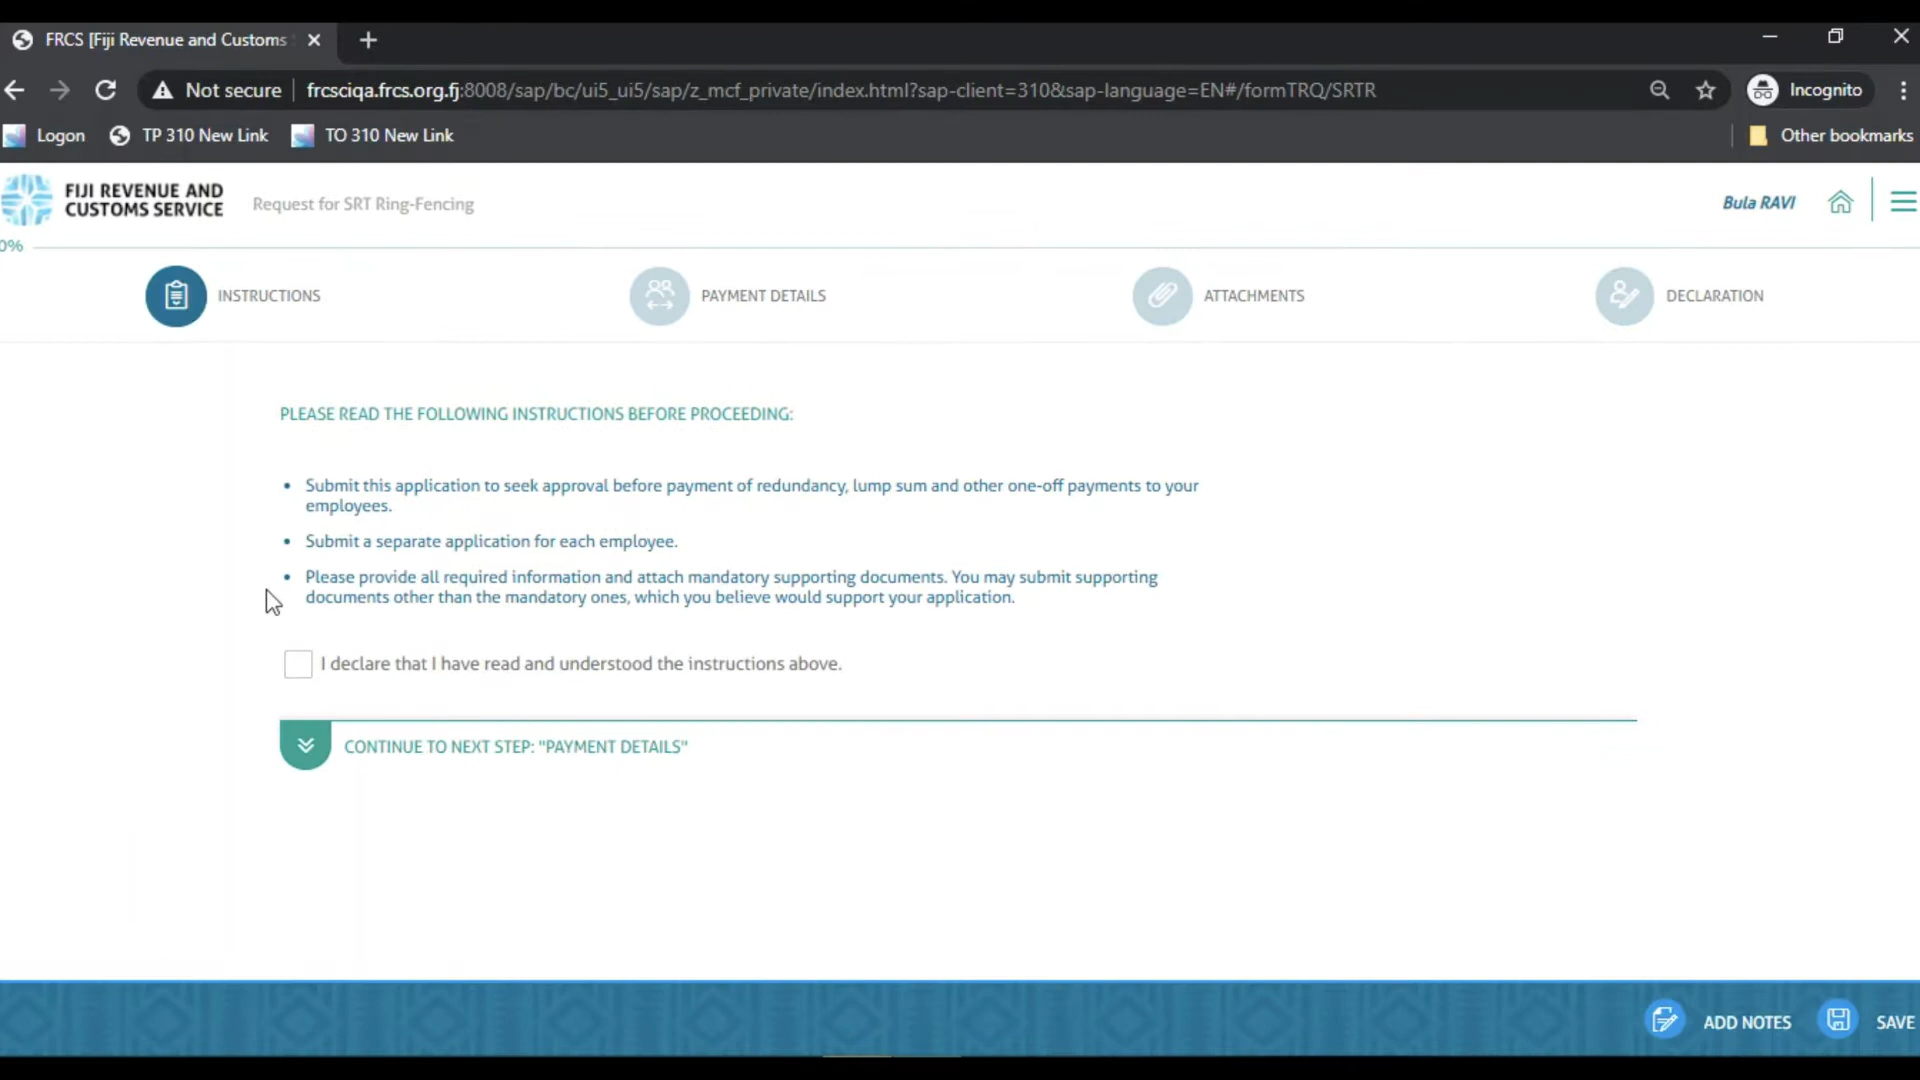 FRCS [Fiji Revenue and Customs
Not secure
frcsciqa.frcs.org.fj:8008/sap/bc/ui5_ui5/sap/z_mcf_private/index.html?sap-client=310&sap-language=EN#/formTRQ/SRTR
Incognito
Logon
TP 310 New Link
TO 310 New Link
Other bookmarks
FIJI REVENUE AND
CUSTOMS SERVICE
Request for SRT Ring-Fencing
Bula RAVI
0%
INSTRUCTIONS
PAYMENT DETAILS
ATTACHMENTS
DECLARATION
PLEASE READ THE FOLLOWING INSTRUCTIONS BEFORE PROCEEDING:
• Submit this application to seek approval before payment of redundancy, lump sum and other one-off payments to your
employees.
• Submit a separate application for each employee.
• Please provide all required information and attach mandatory supporting documents. You may submit supporting
documents other than the mandatory ones, which you believe would support your application.
I declare that I have read and understood the instructions above.
CONTINUE TO NEXT STEP: "PAYMENT DETAILS"
ADD NOTES
SAVE